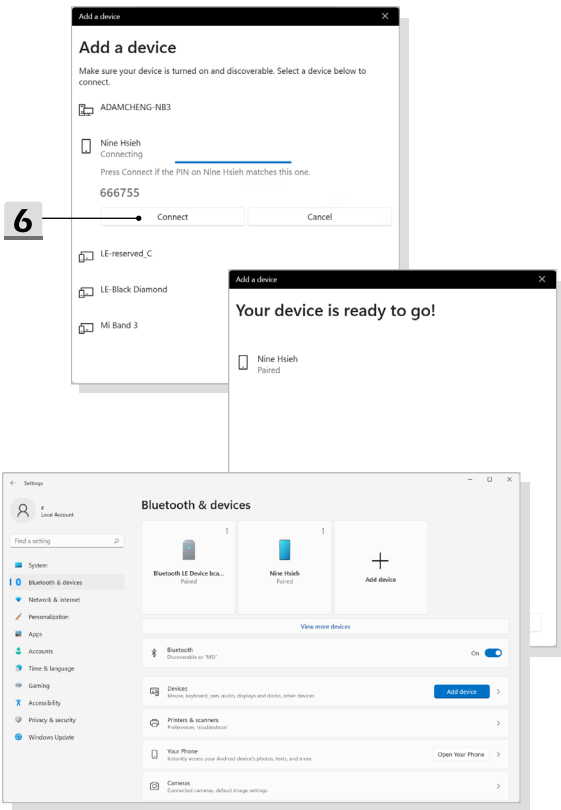 Add a device
Add a device
Make sure your device is turned on and discoverable. Select a device below to
connect.
ADAMCHENG-NB3
Nine Hsieh
Connecting
Press Connect if the PIN on Nine Hsieh matches this one.
666755
6
Connect
Cancel
LE-reserved_C
LE-Black Diamond
Mi Band 3
Add a device
Your device is ready to go!
Nine Hsieh
Paired
Settings
Local Account
Find a setting
System
Bluetooth & devices
Network & internet
Personalization
Apps
Accounts
Time & language
Gaming
Accessibility
Privacy & security
Windows Update
Bluetooth & devices
Bluetooth LE Device bca...
Paired
Nine Hsieh
Paired
Add device
View more devices
Bluetooth
Discoverable as "MSI"
On
Devices
Mouse, keyboard, pen, audio, displays and docks, other devices
Add device
Printers & scanners
Preferences, troubleshoot
Your Phone
Instantly access your Android device's photos, texts, and more
Open Your Phone
Cameras
Connected cameras, default image settings